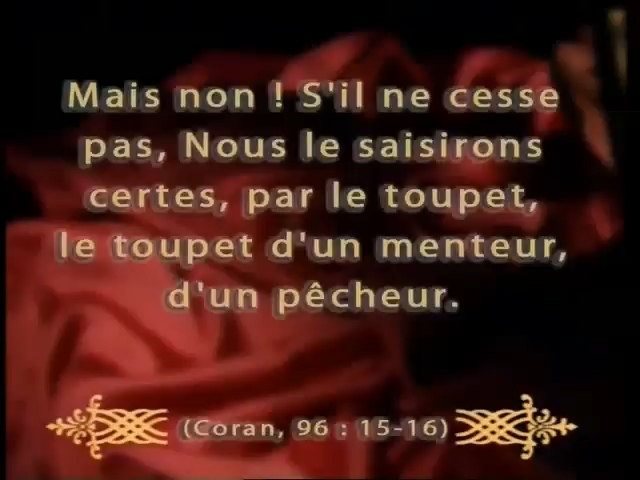 Mais non ! S'il ne cesse
pas, Nous le saisirons
certes, par le toupet,
le toupet d'un menteur,
d'un pêcheur.
(Coran, 96 : 15-16)